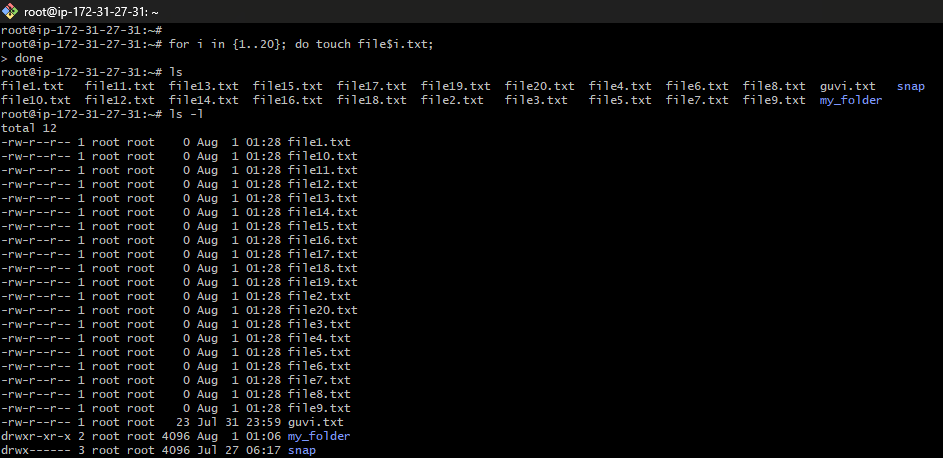 root@ip-172-31-27-31: ~
root@ip-172-31-27-31:~#
root@ip-172-31-27-31:~# for i in {1..20}; do touch file$i.txt;
> done
root@ip-172-31-27-31:~# ls
file1.txt   file11.txt  file13.txt  file15.txt  file17.txt  file19.txt  file20.txt  file4.txt  file6.txt  file8.txt  guvi.txt   snap
file10.txt  file12.txt  file14.txt  file16.txt  file18.txt  file2.txt   file3.txt   file5.txt  file7.txt  file9.txt  my_folder
root@ip-172-31-27-31:~# ls -l
total 12
-rw-r--r-- 1 root root    0 Aug  1 01:28 file1.txt
-rw-r--r-- 1 root root    0 Aug  1 01:28 file10.txt
-rw-r--r-- 1 root root    0 Aug  1 01:28 file11.txt
-rw-r--r-- 1 root root    0 Aug  1 01:28 file12.txt
-rw-r--r-- 1 root root    0 Aug  1 01:28 file13.txt
-rw-r--r-- 1 root root    0 Aug  1 01:28 file14.txt
-rw-r--r-- 1 root root    0 Aug  1 01:28 file15.txt
-rw-r--r-- 1 root root    0 Aug  1 01:28 file16.txt
-rw-r--r-- 1 root root    0 Aug  1 01:28 file17.txt
-rw-r--r-- 1 root root    0 Aug  1 01:28 file18.txt
-rw-r--r-- 1 root root    0 Aug  1 01:28 file19.txt
-rw-r--r-- 1 root root    0 Aug  1 01:28 file2.txt
-rw-r--r-- 1 root root    0 Aug  1 01:28 file20.txt
-rw-r--r-- 1 root root    0 Aug  1 01:28 file3.txt
-rw-r--r-- 1 root root    0 Aug  1 01:28 file4.txt
-rw-r--r-- 1 root root    0 Aug  1 01:28 file5.txt
-rw-r--r-- 1 root root    0 Aug  1 01:28 file6.txt
-rw-r--r-- 1 root root    0 Aug  1 01:28 file7.txt
-rw-r--r-- 1 root root    0 Aug  1 01:28 file8.txt
-rw-r--r-- 1 root root    0 Aug  1 01:28 file9.txt
-rw-r--r-- 1 root root   23 Jul 31 23:59 guvi.txt
drwxr-xr-x 2 root root 4096 Aug  1 01:06 my_folder
drwx------ 3 root root 4096 Jul 27 06:17 snap